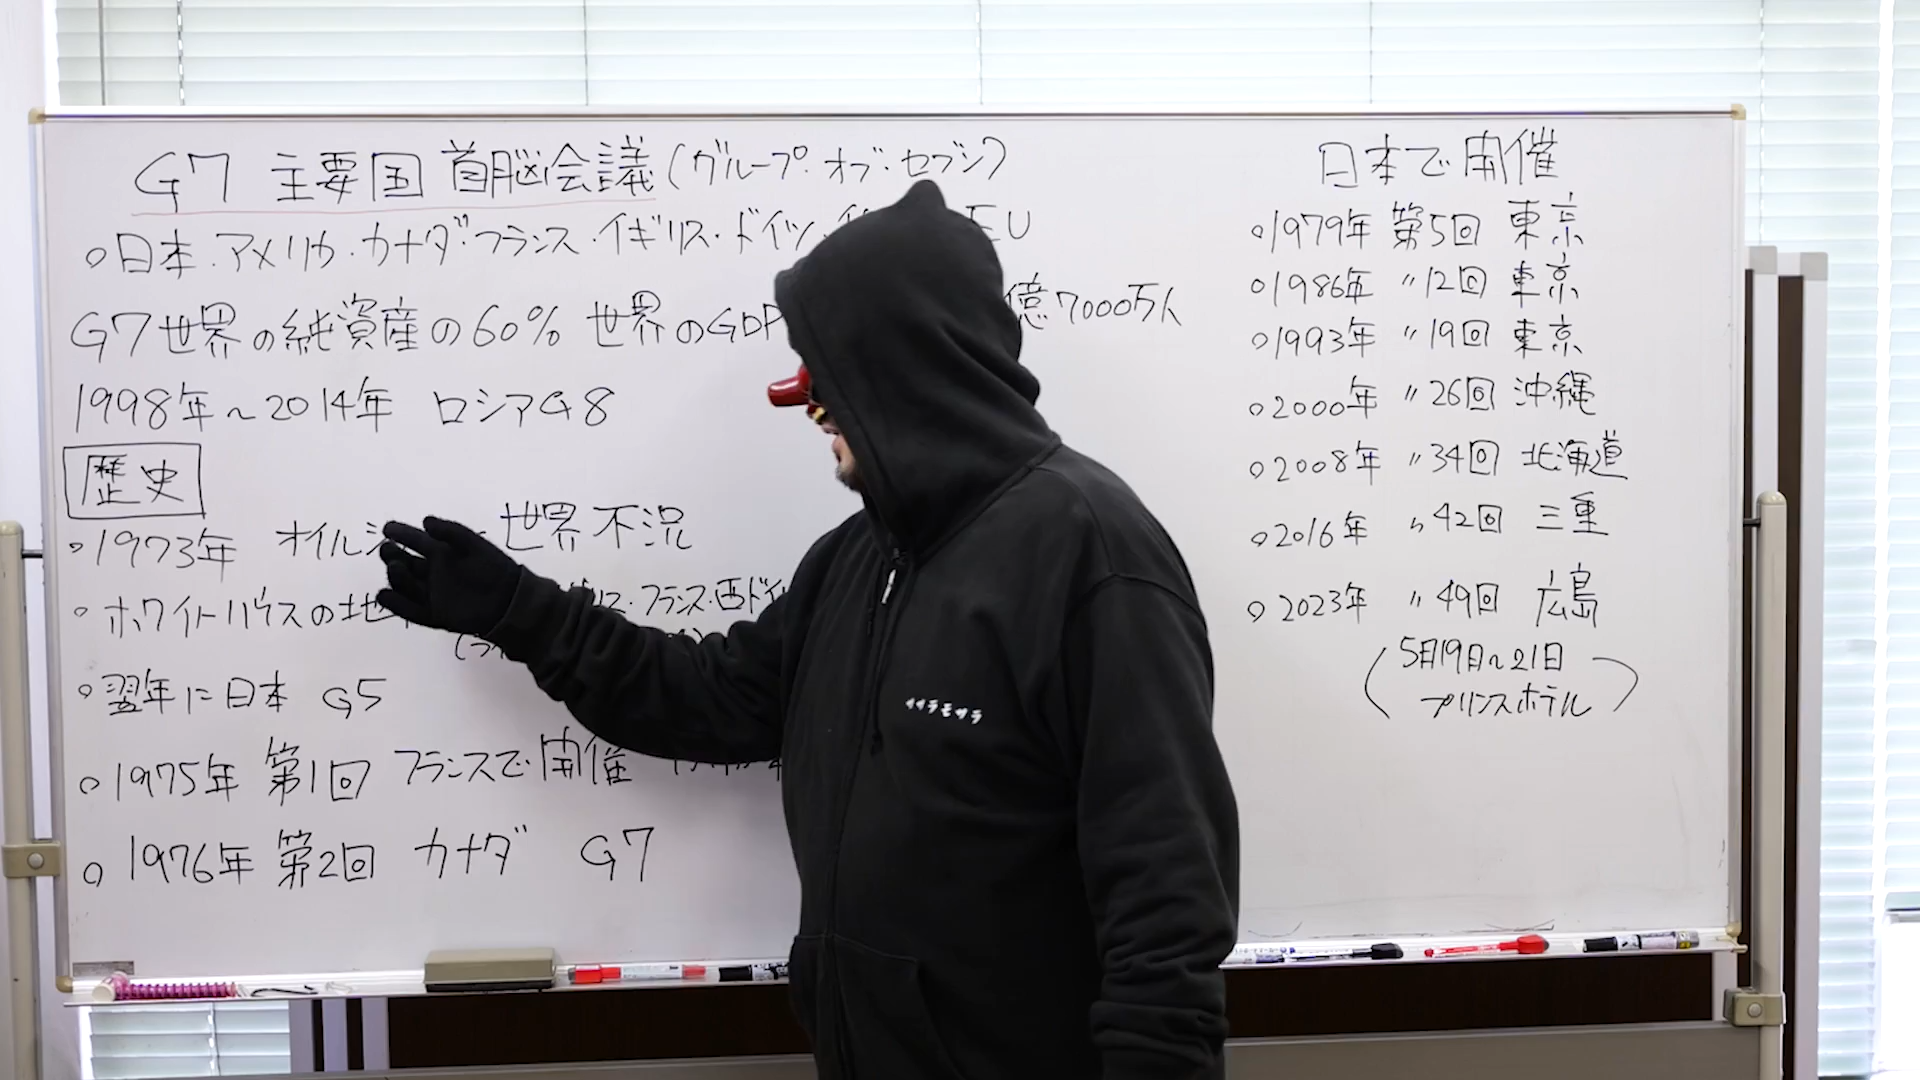 G7 主要国 首脳会議 (グループ・オブ・セブン)
○日本・アメリカ・カナダ・フランス・イギリス・ドイツ・ EU
G7世界の純資産の60% 世界のGDP 億7000万人
1998年~2014年 ロシアG8
歴史
○1973年 オイルシ 世界不況
○ホワイトハウスの地 リス・フランス・西ドイ
○翌年に日本 G5
○1975年 第1回 フランスで開催
○1976年 第2回 カナダ G7
日本で開催
○1979年 第5回 東京
○1986年 〃12回 東京
○1993年 〃19回 東京
○2000年 〃26回 沖縄
○2008年 〃34回 北海道
○2016年 〃42回 三重
○2023年 〃49回 広島
(5月19日~21日
プリンスホテル)
ササラモサラ